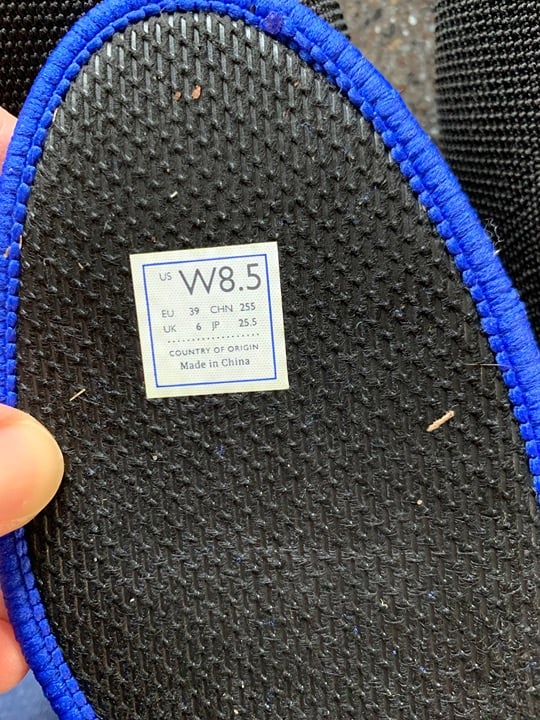 US W8.5
EU 39 CHN 255
UK 6 JP 25.5
COUNTRY OF ORIGIN
Made in China